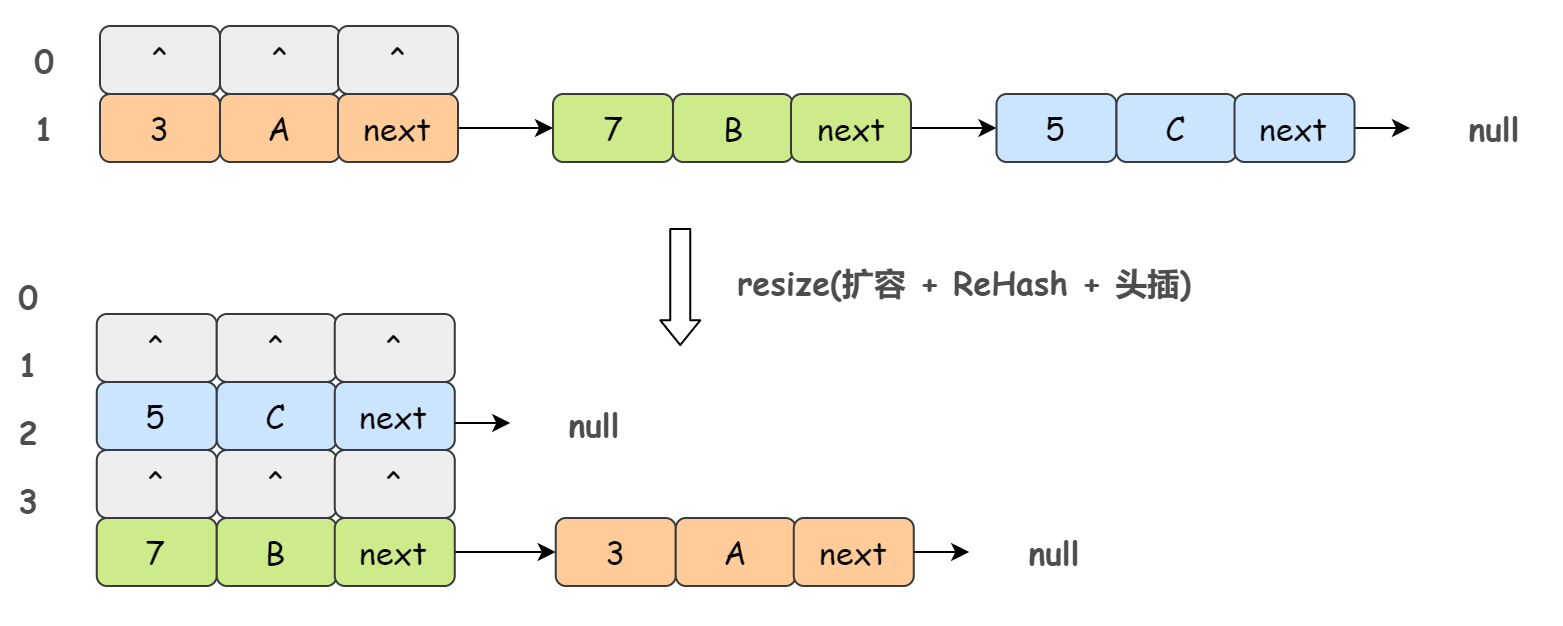 0 ^ ^ ^
1 3 A next 7 B next 5 C next null
resize(扩容 + ReHash + 头插)
0
^ ^ ^
1
5 C next null
2
^ ^ ^
3
7 B next 3 A next null